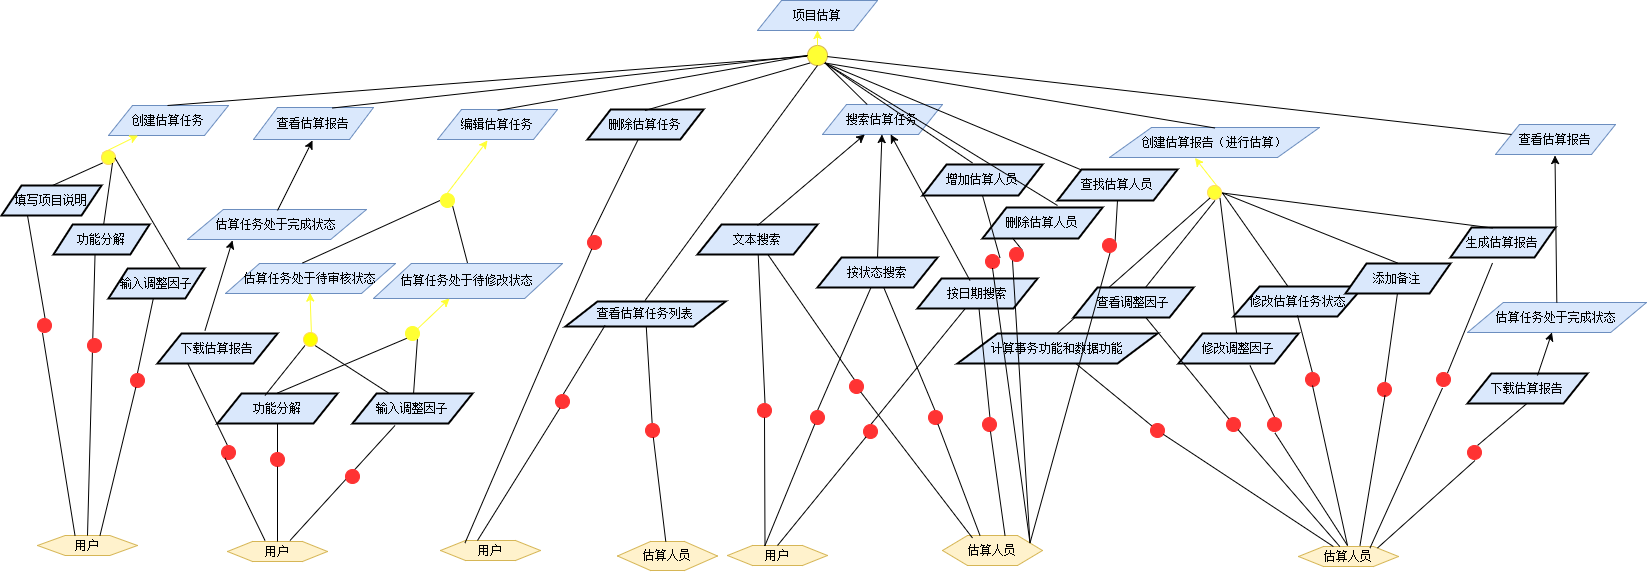 项目估算
创建估算任务
查看估算报告
编辑估算任务
删除估算任务
搜索估算任务
创建估算报告（进行估算）
查看估算报告
增加估算人员
查找估算人员
填写项目说明
估算任务处于完成状态
删除估算人员
功能分解
文本搜索
生成估算报告
输入调整因子
估算任务处于待审核状态
估算任务处于待修改状态
按状态搜索
添加备注
按日期搜索
查看调整因子
修改估算任务状态
查看估算任务列表
估算任务处于完成状态
下载估算报告
计算事务功能和数据功能
修改调整因子
下载估算报告
功能分解
输入调整因子
用户
用户
用户
估算人员
用户
估算人员
估算人员